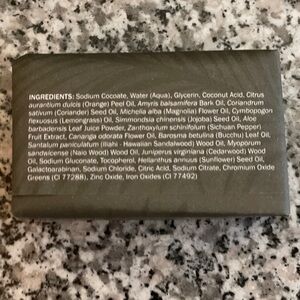 INGREDIENTS: Sodium Cocoate, Water (Aqua), Glycerin, Coconut Acid, Citrus
aurantium dulcis (Orange) Peel Oil, Amyris balsamifera Bark Oil, Coriandrum
sativum (Coriander) Seed Oil, Michelia alba (Magnolia) Flower Oil, Cymbopogon
flexuosus (Lemongrass) Oil, Simmondsia chinensis (Jojoba) Seed Oil, Aloe
barbadensis Leaf Juice Powder, Zanthoxylum schinifolium (Sichuan Pepper)
Fruit Extract, Cananga odorata Flower Oil, Barosma betulina (Bucchu) Leaf Oil,
Santalum paniculatum (Iliahi - Hawaiian Sandalwood) Wood Oil, Myoporum
sandwicense (Naio Wood) Wood Oil, Juniperus virginiana (Cedarwood) Wood
Oil, Sodium Gluconate, Tocopherol, Helianthus annuus (Sunflower) Seed Oil,
Galactoarabinan, Sodium Chloride, Citric Acid, Sodium Citrate, Chromium Oxide
Greens (CI 77288), Zinc Oxide, Iron Oxides (CI 77492)